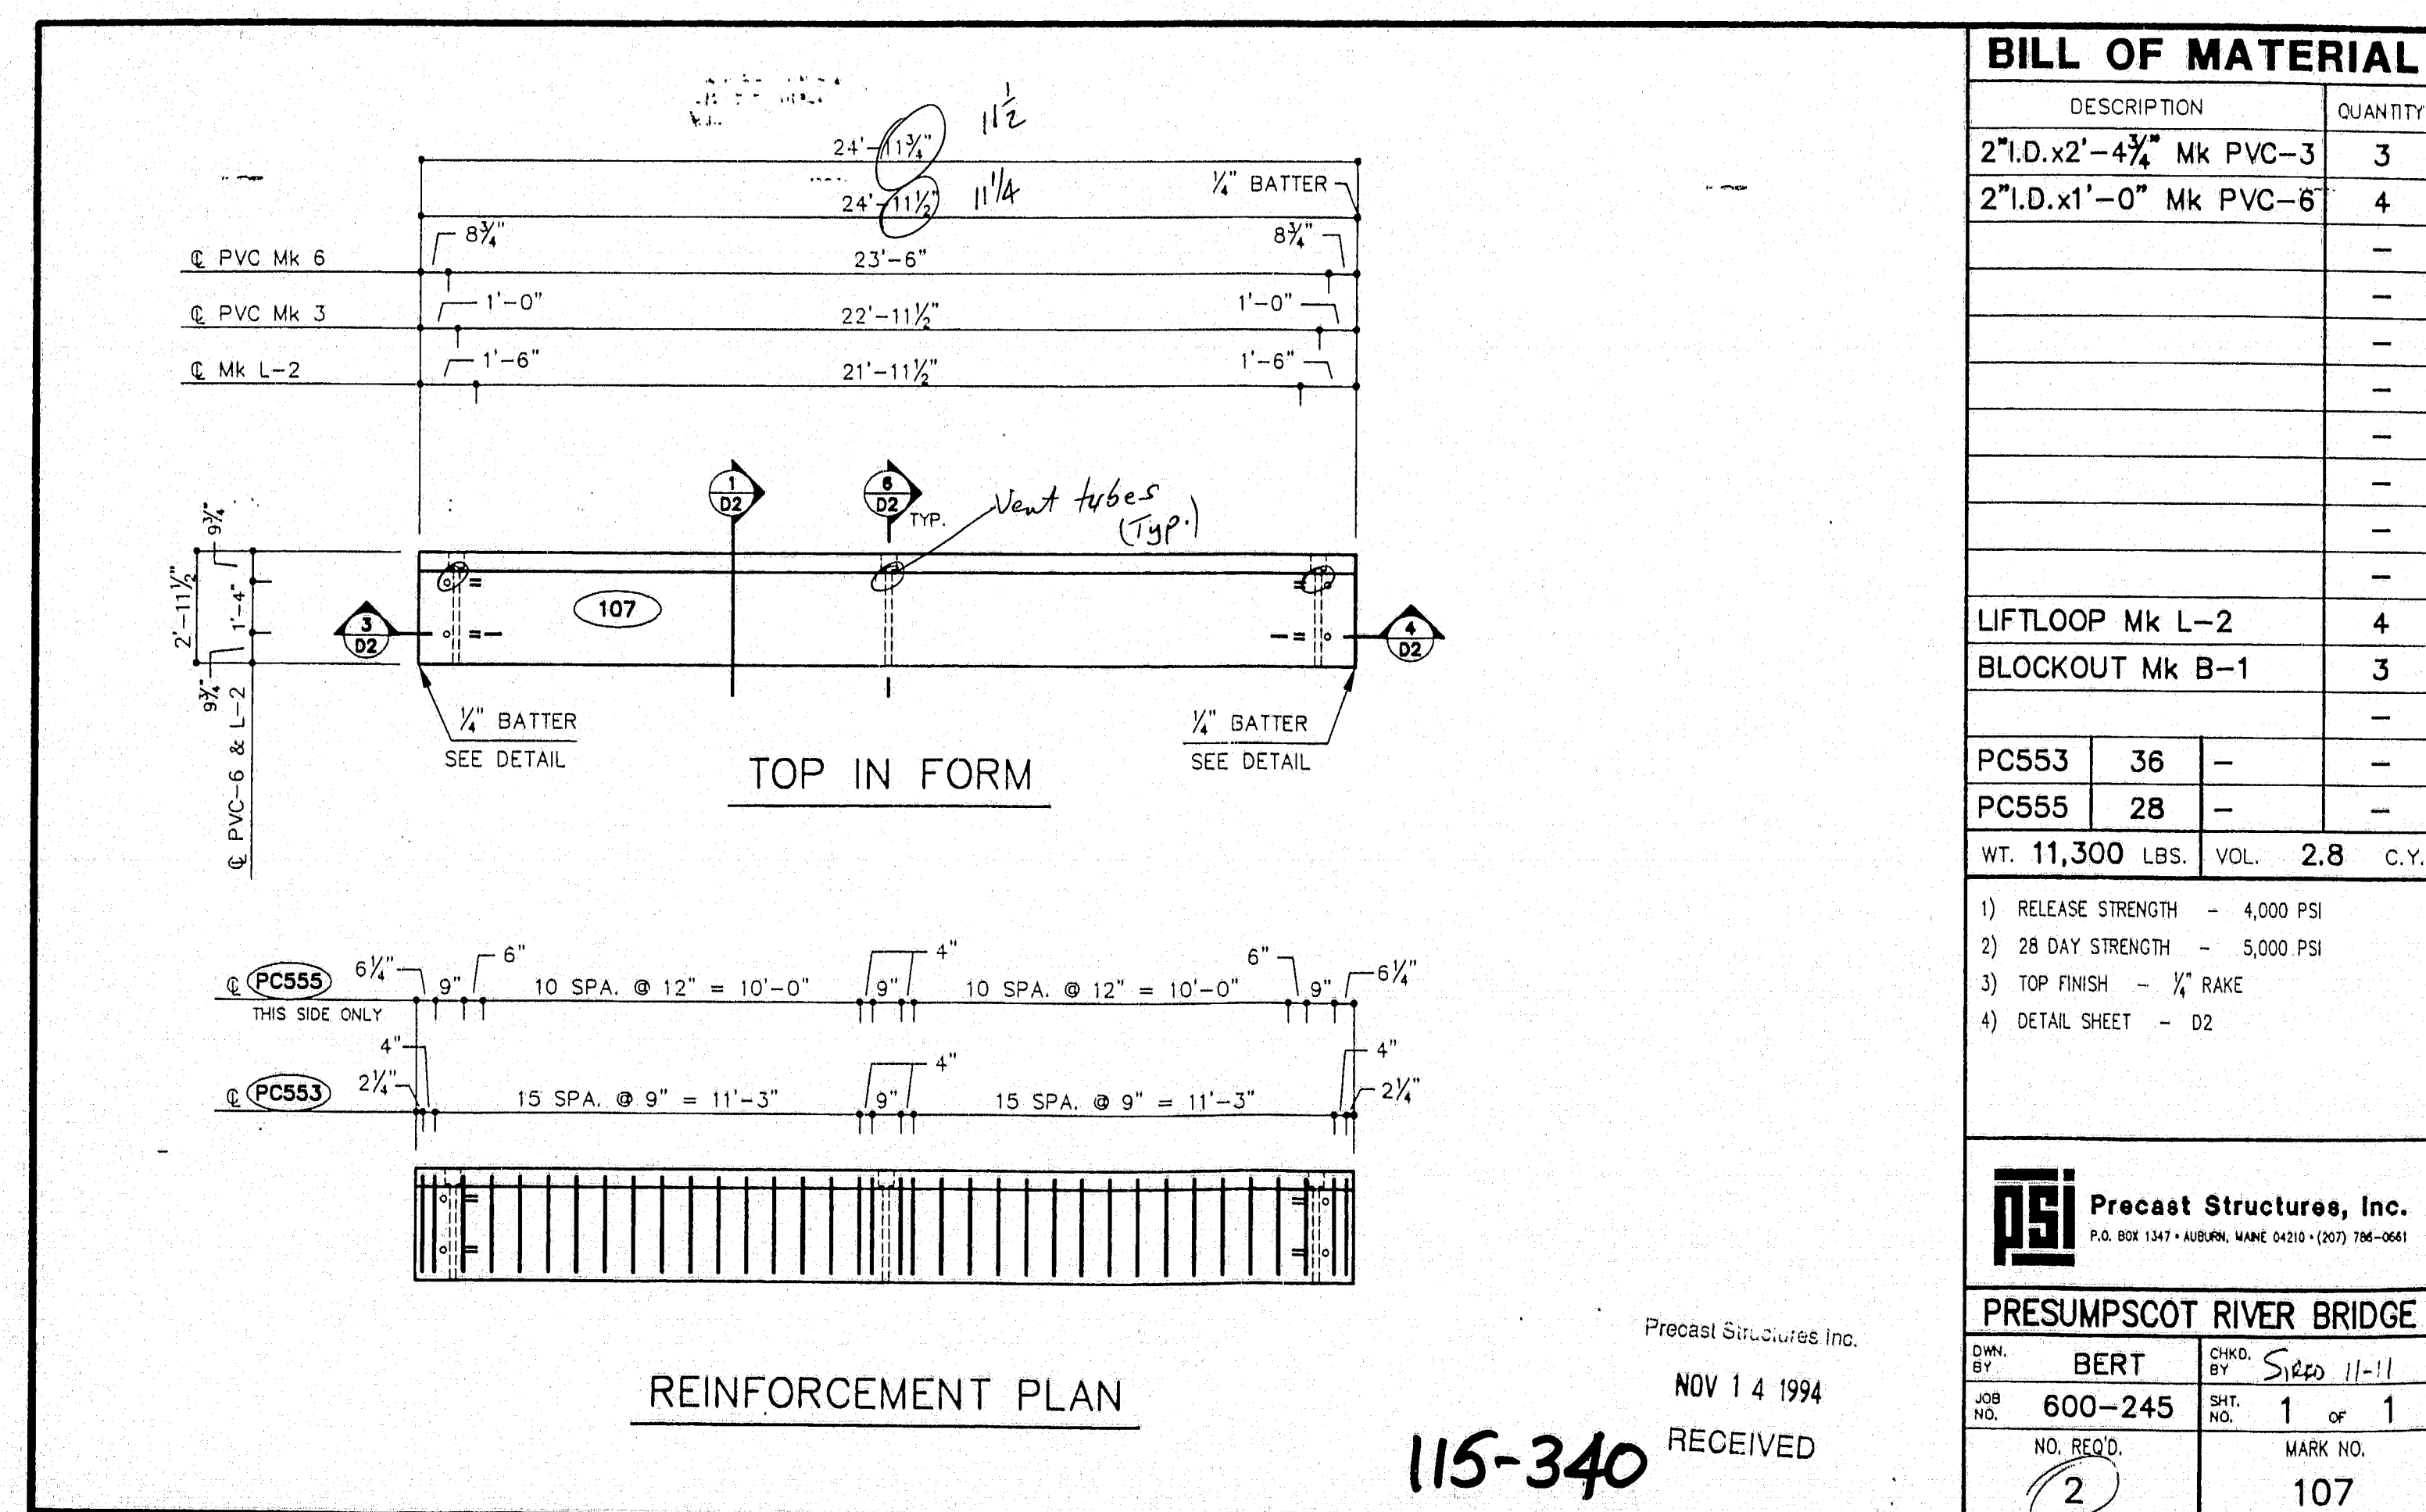 24'-11¾" 11½
24'-11½" 11 1/4
¼" BATTER
8¾" 8¾"
℄ PVC Mk 6 23'-6"
1'-0" 1'-0"
℄ PVC Mk 3 22'-11½"
1'-6" 1'-6"
℄ Mk L-2 21'-11½"
1 D2
6 D2 TYP.
Vent tubes
(Typ.)
9¾"
2'-11½"
1'-4"
9¾"
℄ PVC-6 & L-2
3 D2
107
4 D2
¼" BATTER
SEE DETAIL
¼" BATTER
SEE DETAIL
TOP IN FORM
℄ PC555 6¼" 9" 6" 10 SPA. @ 12" = 10'-0" 9" 4" 10 SPA. @ 12" = 10'-0" 6" 9" 6¼"
THIS SIDE ONLY
℄ PC553 2¼" 4" 15 SPA. @ 9" = 11'-3" 9" 4" 15 SPA. @ 9" = 11'-3" 4" 2¼"
REINFORCEMENT PLAN
Precast Structures Inc.
NOV 14 1994
RECEIVED
115-340
BILL OF MATERIAL
DESCRIPTION QUANTITY
2"I.D.x2'-4¾" Mk PVC-3 3
2"I.D.x1'-0" Mk PVC-6 4
–
–
–
–
–
–
–
–
LIFTLOOP Mk L-2 4
BLOCKOUT Mk B-1 3
–
PC553 36 – –
PC555 28 – –
WT. 11,300 LBS. VOL. 2.8 C.Y.
1) RELEASE STRENGTH - 4,000 PSI
2) 28 DAY STRENGTH - 5,000 PSI
3) TOP FINISH - ¼" RAKE
4) DETAIL SHEET - D2
psi
Precast Structures, Inc.
P.O. BOX 1347 • AUBURN, MAINE 04210 • (207) 786-0661
PRESUMPSCOT RIVER BRIDGE
DWN. BY BERT CHKD. BY 11-11
JOB NO. 600-245 SHT. NO. 1 OF 1
NO. REQ'D. MARK NO.
2 107